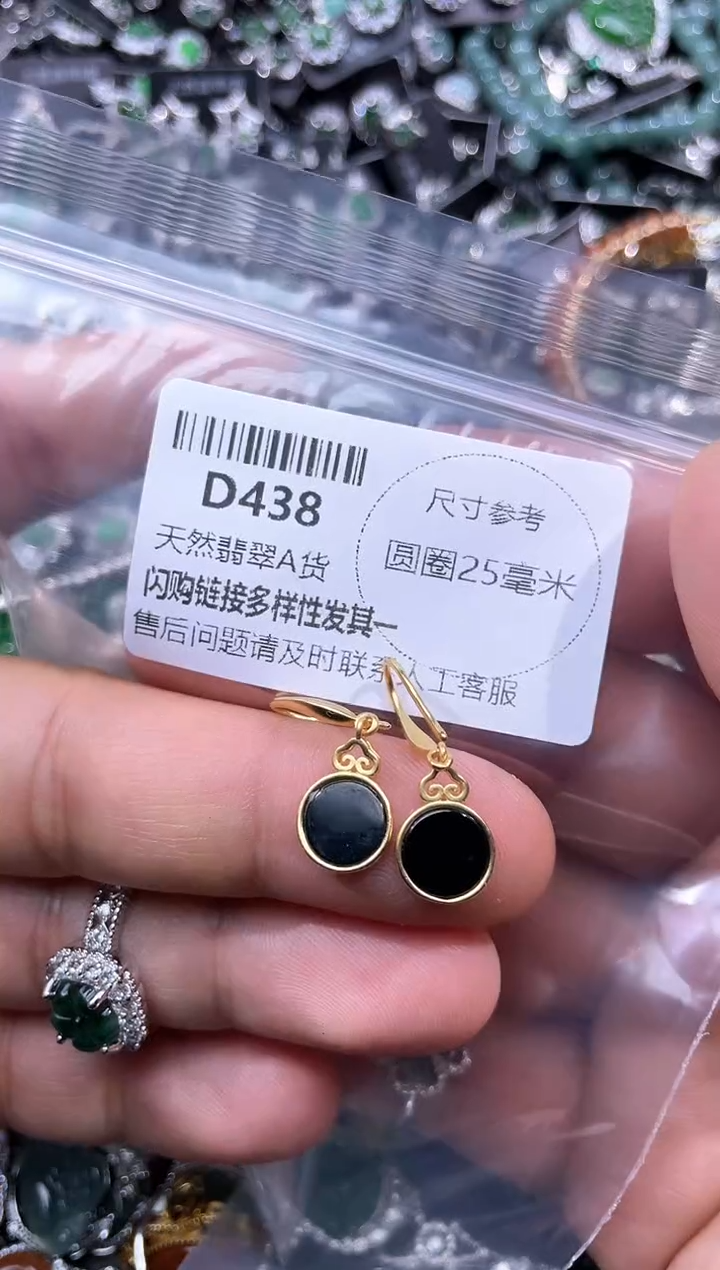 D438
天然翡翠A货
闪购链接多样性发其一
售后问题请及时联系人工客服
尺寸参考
圆圈25毫米